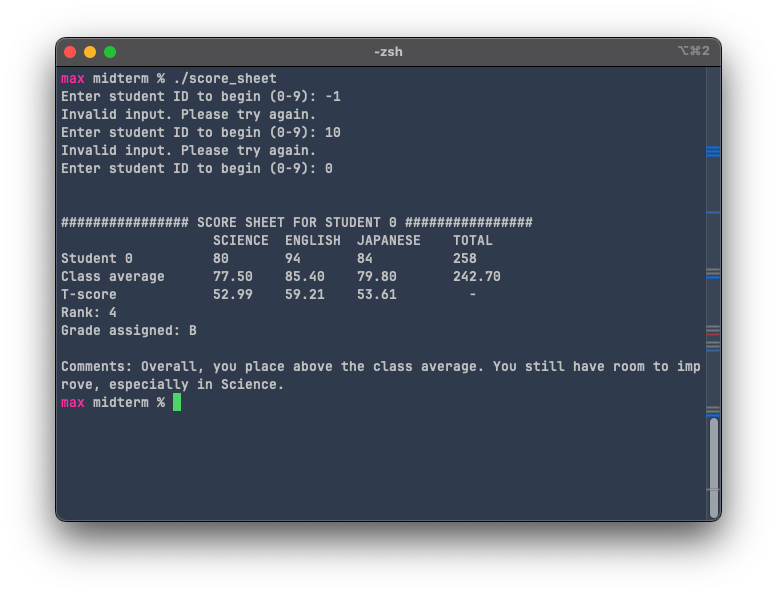 -zsh
⌥⌘2
max midterm % ./score_sheet
Enter student ID to begin (0-9): -1
Invalid input. Please try again.
Enter student ID to begin (0-9): 10
Invalid input. Please try again.
Enter student ID to begin (0-9): 0
################ SCORE SHEET FOR STUDENT 0 ################
SCIENCE ENGLISH JAPANESE TOTAL
Student 0 80 94 84 258
Class average 77.50 85.40 79.80 242.70
T-score 52.99 59.21 53.61 -
Rank: 4
Grade assigned: B
Comments: Overall, you place above the class average. You still have room to imp
rove, especially in Science.
max midterm %